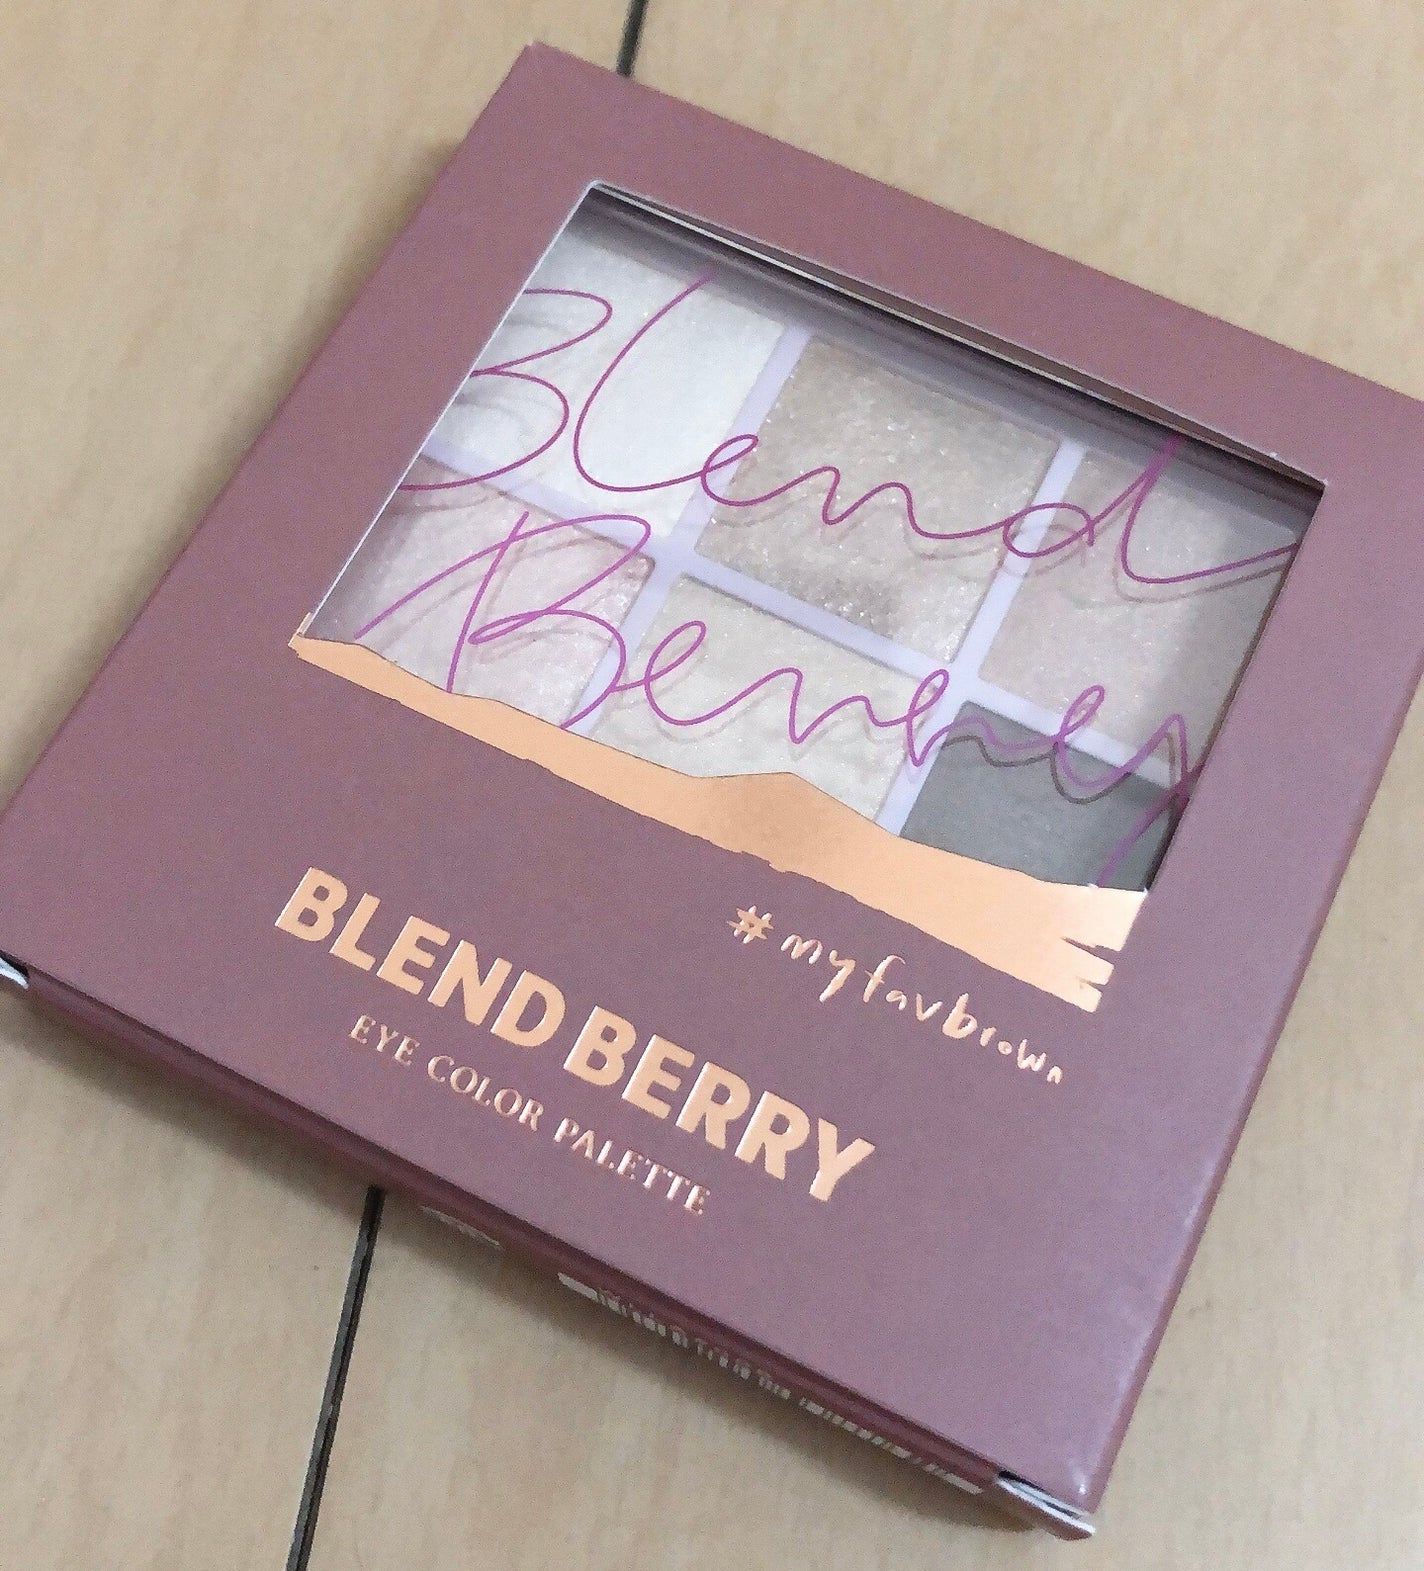 Blend
Berry
#myfavbrown
BLEND BERRY
EYE COLOR PALETTE